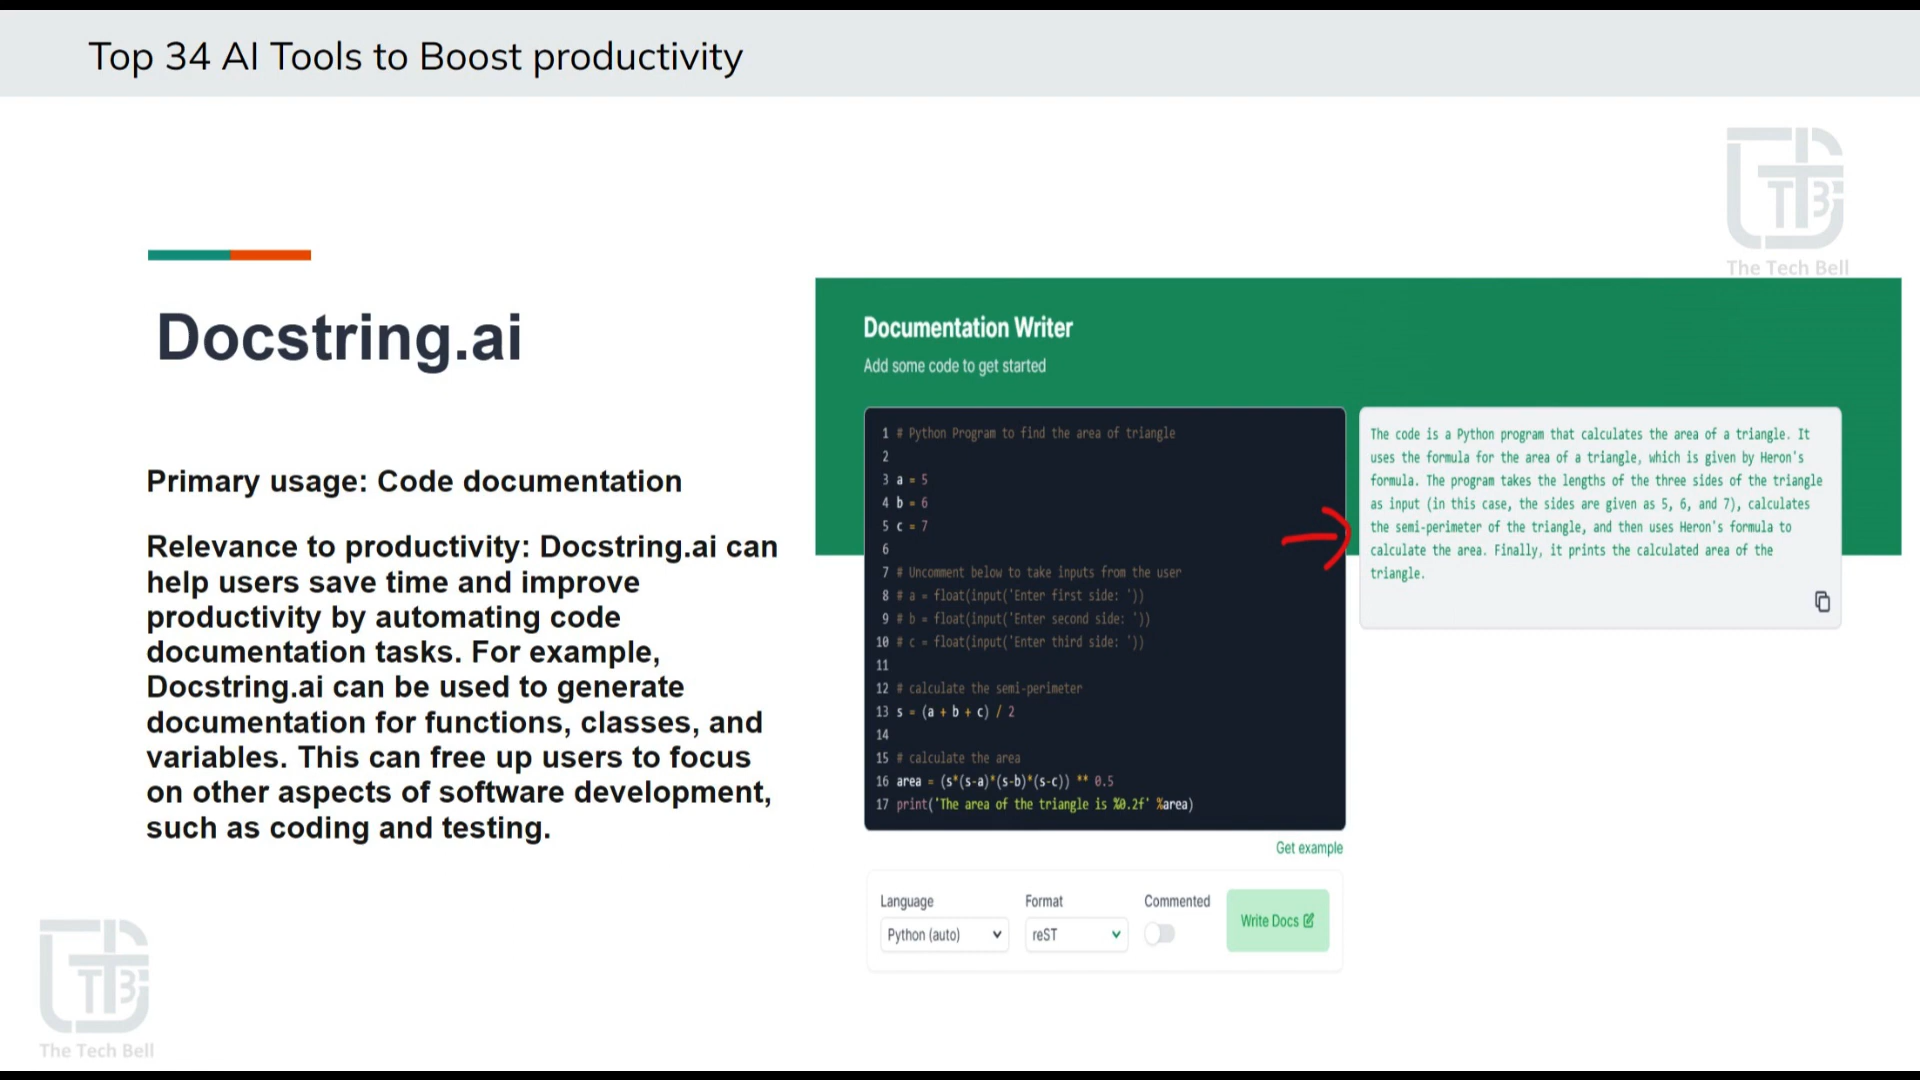 Top 34 AI Tools to Boost productivity
TTB
The Tech Bell
Docstring.ai
Primary usage: Code documentation
Relevance to productivity: Docstring.ai can
help users save time and improve
productivity by automating code
documentation tasks. For example,
Docstring.ai can be used to generate
documentation for functions, classes, and
variables. This can free up users to focus
on other aspects of software development,
such as coding and testing.
Documentation Writer
Add some code to get started
1 # Python Program to find the area of triangle
2
3 a = 5
4 b = 6
5 c = 7
6
7 # Uncomment below to take inputs from the user
8 # a = float(input('Enter first side: '))
9 # b = float(input('Enter second side: '))
10 # c = float(input('Enter third side: '))
11
12 # calculate the semi-perimeter
13 s = (a + b + c) / 2
14
15 # calculate the area
16 area = (s*(s-a)*(s-b)*(s-c)) ** 0.5
17 print('The area of the triangle is %0.2f' %area)
The code is a Python program that calculates the area of a triangle. It
uses the formula for the area of a triangle, which is given by Heron's
formula. The program takes the lengths of the three sides of the triangle
as input (in this case, the sides are given as 5, 6, and 7), calculates
the semi-perimeter of the triangle, and then uses Heron's formula to
calculate the area. Finally, it prints the calculated area of the
triangle.
Get example
Language
Format
Commented
Python (auto)
reST
Write Docs
TTB
The Tech Bell